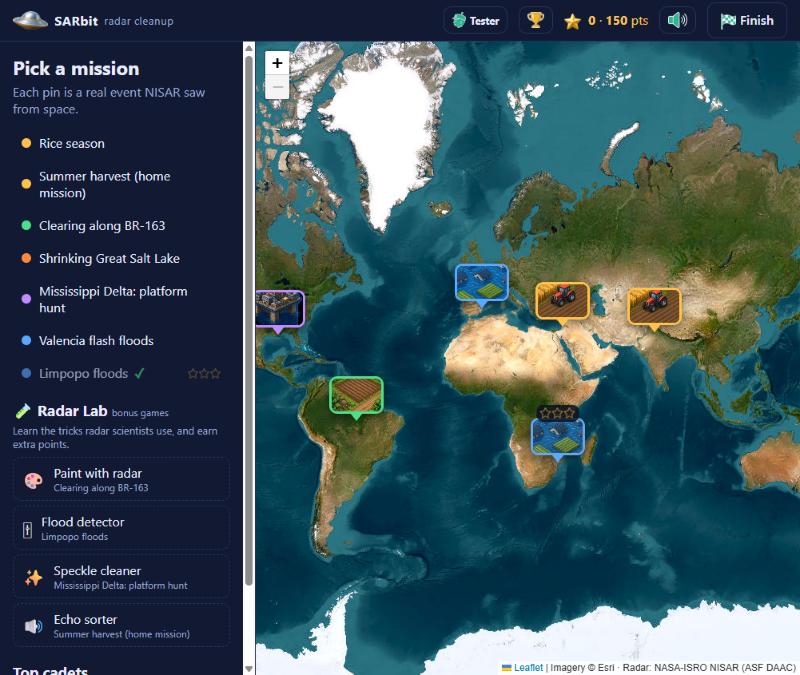 SARbit radar cleanup
Tester
0 · 150 pts
Finish
Pick a mission
Each pin is a real event NISAR saw
from space.
Rice season
Summer harvest (home
mission)
Clearing along BR-163
Shrinking Great Salt Lake
Mississippi Delta: platform
hunt
Valencia flash floods
Limpopo floods ✓
Radar Lab bonus games
Learn the tricks radar scientists use, and earn
extra points.
Paint with radar
Clearing along BR-163
Flood detector
Limpopo floods
Speckle cleaner
Mississippi Delta: platform hunt
Echo sorter
Summer harvest (home mission)
Top cadets
+
−
Leaflet | Imagery © Esri · Radar: NASA-ISRO NISAR (ASF DAAC)